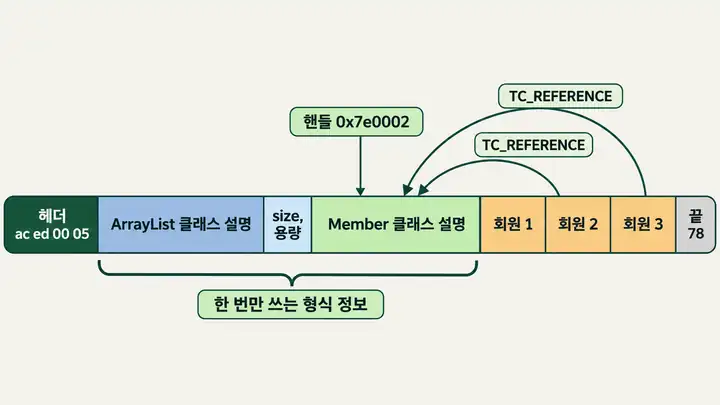 TC_REFERENCE
핸들 0x7e0002
TC_REFERENCE
헤더
ac ed 00 05
ArrayList 클래스 설명
size,
용량
Member 클래스 설명
회원 1
회원 2
회원 3
끝
78
한 번만 쓰는 형식 정보